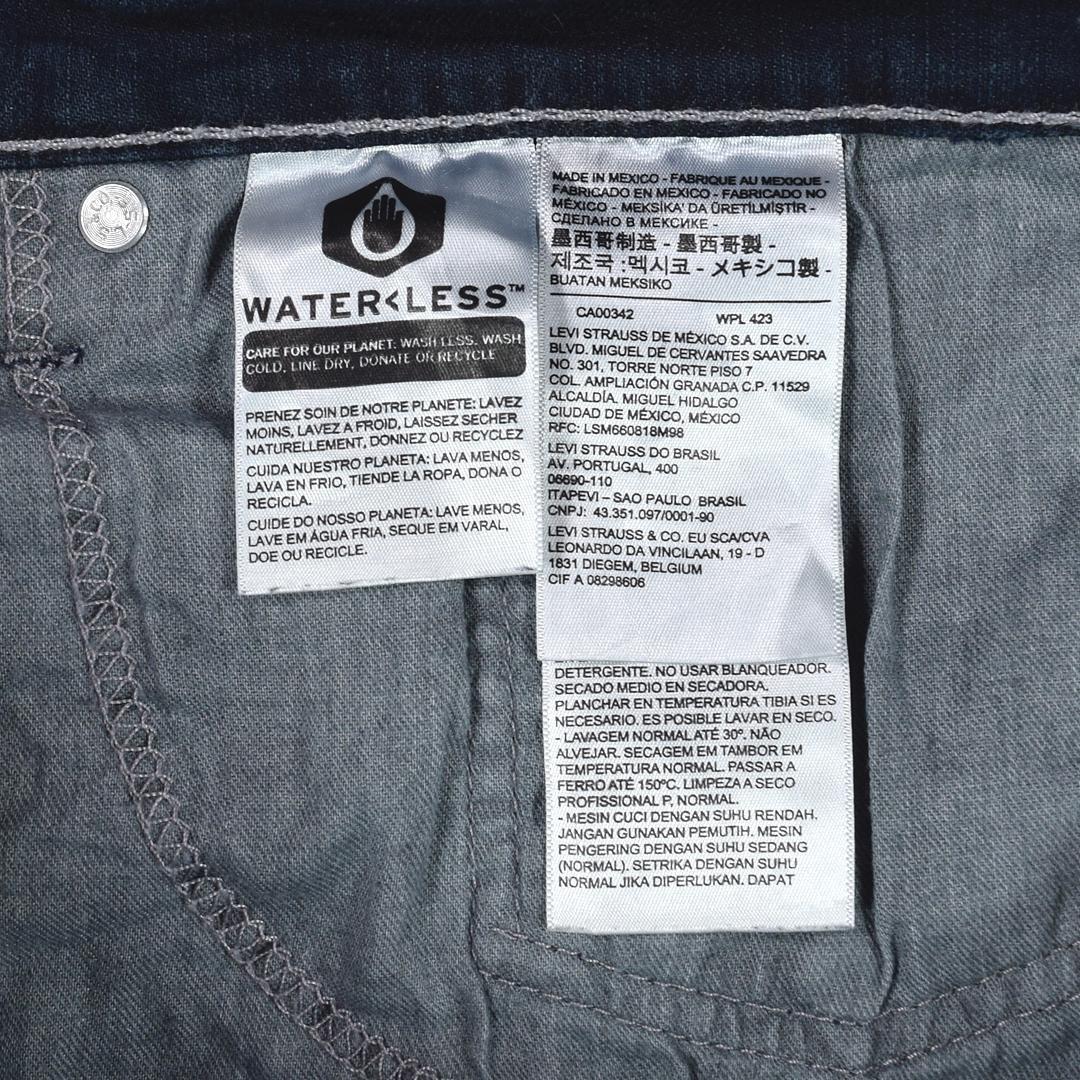 WATER<LESS™
CARE FOR OUR PLANET: WASH LESS, WASH
COLD, LINE DRY, DONATE OR RECYCLE
PRENEZ SOIN DE NOTRE PLANETE: LAVEZ
MOINS, LAVEZ A FROID, LAISSEZ SECHER
NATURELLEMENT, DONNEZ OU RECYCLEZ
CUIDA NUESTRO PLANETA: LAVA MENOS,
LAVA EN FRIO, TIENDE LA ROPA, DONA O
RECICLA.
CUIDE DO NOSSO PLANETA: LAVE MENOS,
LAVE EM ÁGUA FRIA, SEQUE EM VARAL,
DOE OU RECICLE.
MADE IN MEXICO - FABRIQUE AU MEXIQUE -
FABRICADO EN MEXICO - FABRICADO NO
MÉXICO - MEKSİKA' DA ÜRETİLMİŞTİR -
СДЕЛАНО В МЕКСИКЕ -
墨西哥制造 - 墨西哥製 -
제조국 :멕시코 - メキシコ製 -
BUATAN MEKSIKO
CA00342 WPL 423
LEVI STRAUSS DE MÉXICO S.A. DE C.V.
BLVD. MIGUEL DE CERVANTES SAAVEDRA
NO. 301, TORRE NORTE PISO 7
COL. AMPLIACIÓN GRANADA C.P. 11529
ALCALDÍA. MIGUEL HIDALGO
CIUDAD DE MÉXICO, MÉXICO
RFC: LSM660818M98
LEVI STRAUSS DO BRASIL
AV. PORTUGAL, 400
06690-110
ITAPEVI – SAO PAULO BRASIL
CNPJ: 43.351.097/0001-90
LEVI STRAUSS & CO. EU SCA/CVA
LEONARDO DA VINCILAAN, 19 - D
1831 DIEGEM, BELGIUM
CIF A 08298606
DETERGENTE. NO USAR BLANQUEADOR.
SECADO MEDIO EN SECADORA.
PLANCHAR EN TEMPERATURA TIBIA SI ES
NECESARIO. ES POSIBLE LAVAR EN SECO.
- LAVAGEM NORMAL ATÉ 30º. NÃO
ALVEJAR. SECAGEM EM TAMBOR EM
TEMPERATURA NORMAL. PASSAR A
FERRO ATÉ 150ºC. LIMPEZA A SECO
PROFISSIONAL P, NORMAL.
- MESIN CUCI DENGAN SUHU RENDAH.
JANGAN GUNAKAN PEMUTIH. MESIN
PENGERING DENGAN SUHU SEDANG
(NORMAL). SETRIKA DENGAN SUHU
NORMAL JIKA DIPERLUKAN. DAPAT